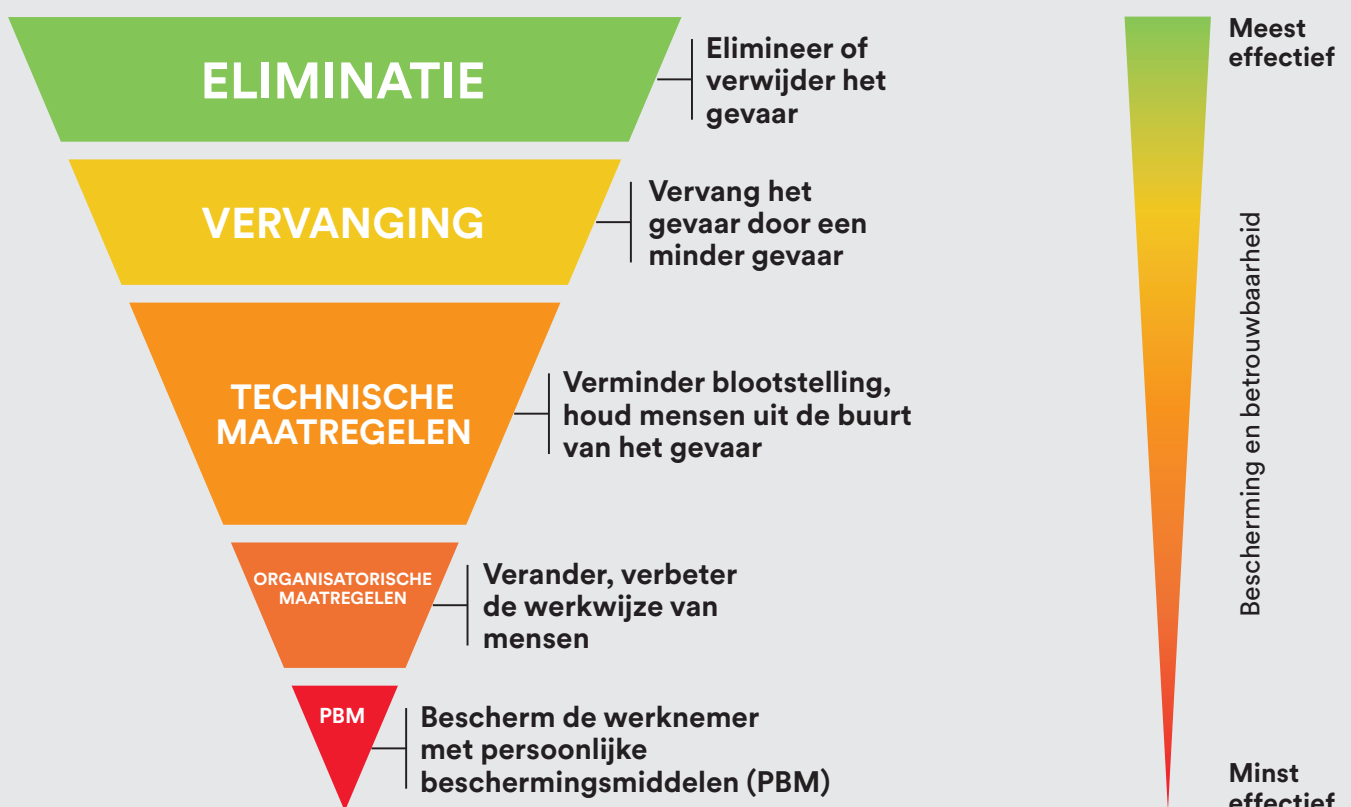 ELIMINATIE
Elimineer of
verwijder het
gevaar
VERVANGING
Vervang het
gevaar door een
minder gevaar
TECHNISCHE
MAATREGELEN
Verminder blootstelling,
houd mensen uit de buurt
van het gevaar
ORGANISATORISCHE
MAATREGELEN
Verander, verbeter
de werkwijze van
mensen
PBM
Bescherm de werknemer
met persoonlijke
beschermingsmiddelen (PBM)
Meest
effectief
Bescherming en betrouwbaarheid
Minst
effectief